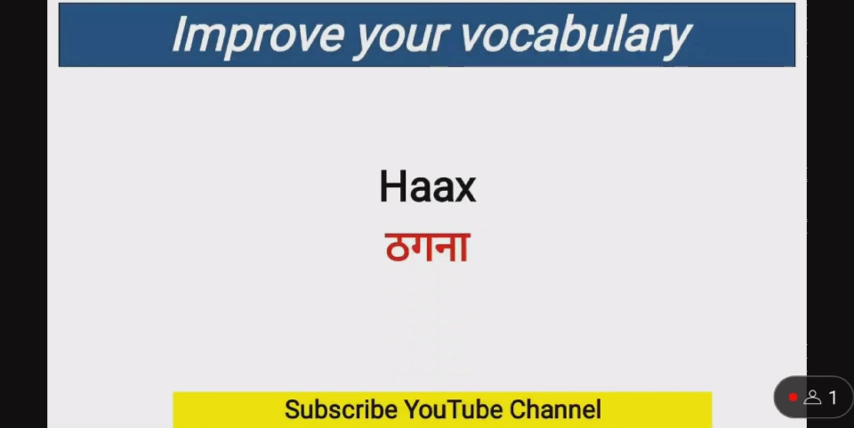 Improve your vocabulary
Haax
ठगना
Subscribe YouTube Channel
1